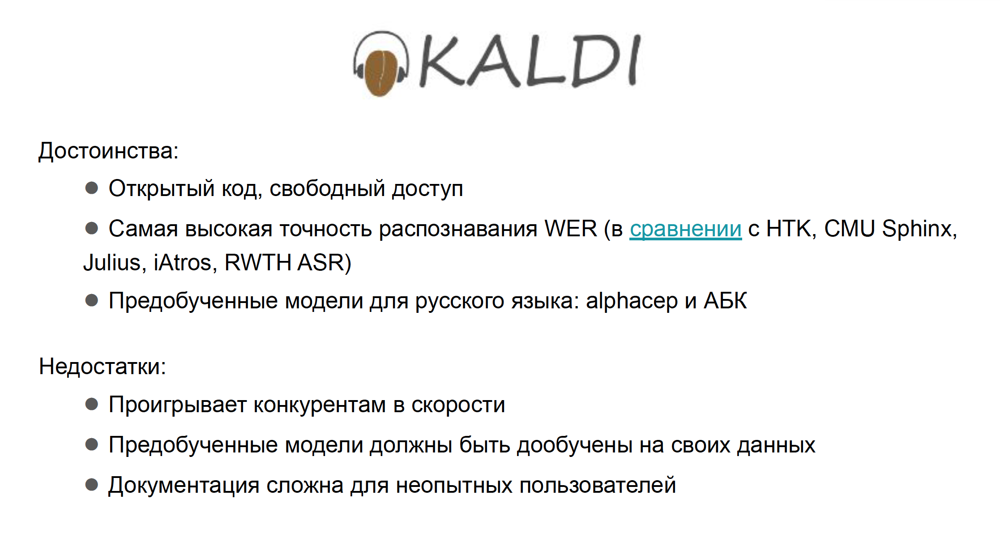 KALDI
Достоинства:
● Открытый код, свободный доступ
● Самая высокая точность распознавания WER (в сравнении с HTK, CMU Sphinx,
Julius, iAtros, RWTH ASR)
● Предобученные модели для русского языка: alphacep и АБК
Недостатки:
● Проигрывает конкурентам в скорости
● Предобученные модели должны быть дообучены на своих данных
● Документация сложна для неопытных пользователей